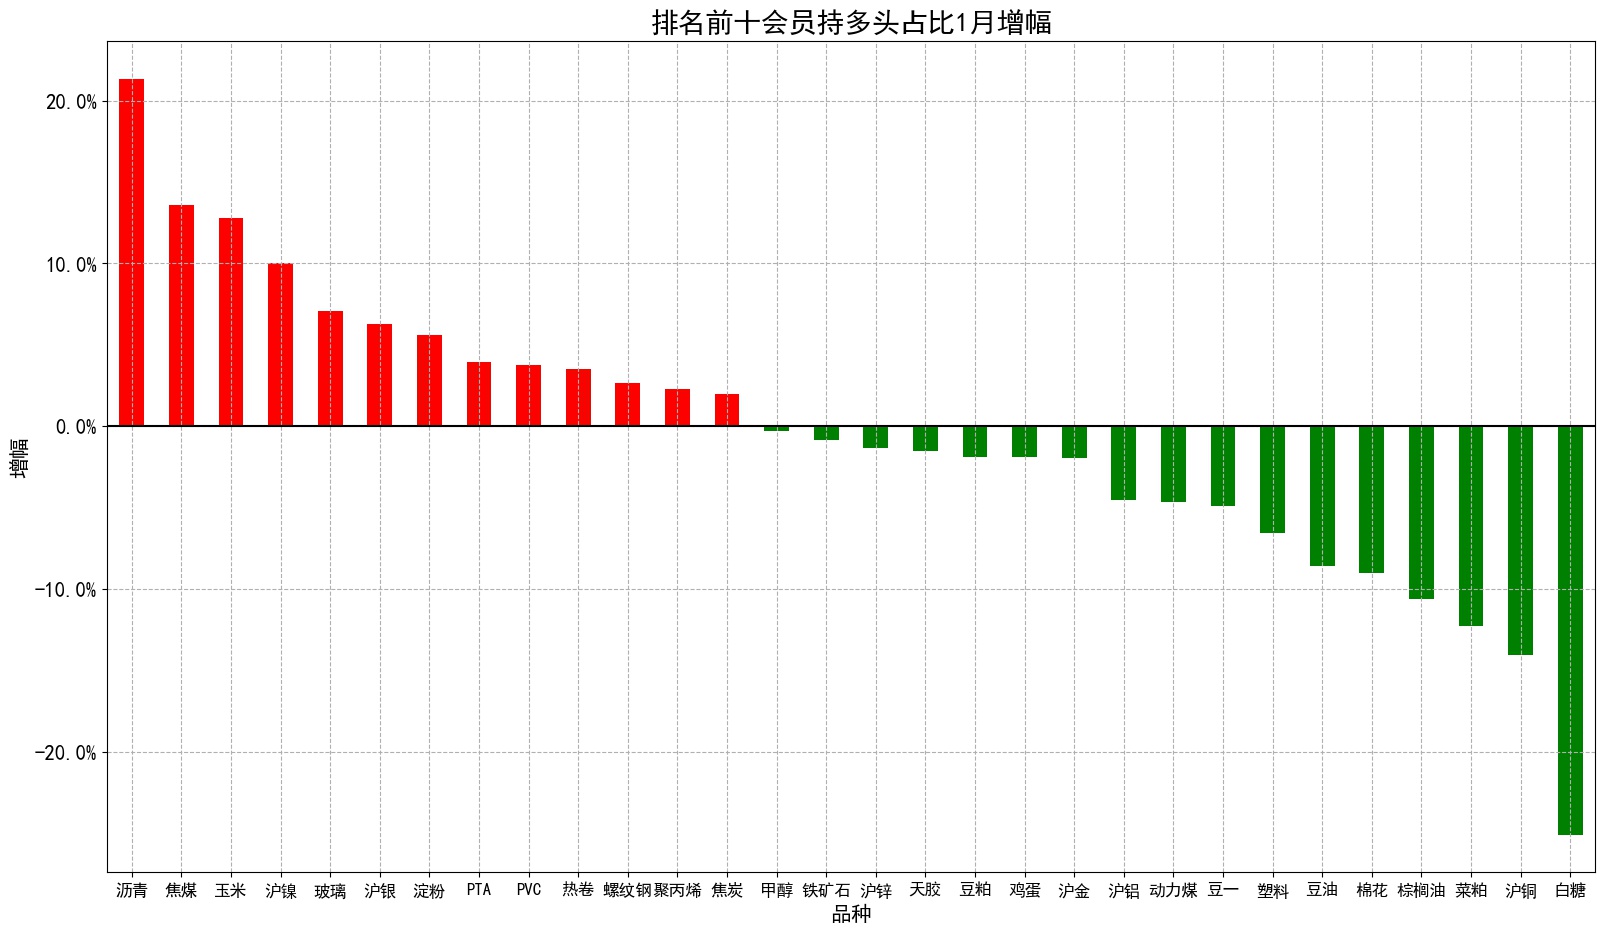 排名前十会员持多头占比1月增幅
20.0%
10.0%
0.0%
-10.0%
-20.0%
增幅
沥青 焦煤 玉米 沪镍 玻璃 沪银 淀粉 PTA PVC 热卷 螺纹钢 聚丙烯 焦炭 甲醇 铁矿石 沪锌 天胶 豆粕 鸡蛋 沪金 沪铝 动力煤 豆一 塑料 豆油 棉花 棕榈油 菜粕 沪铜 白糖
品种